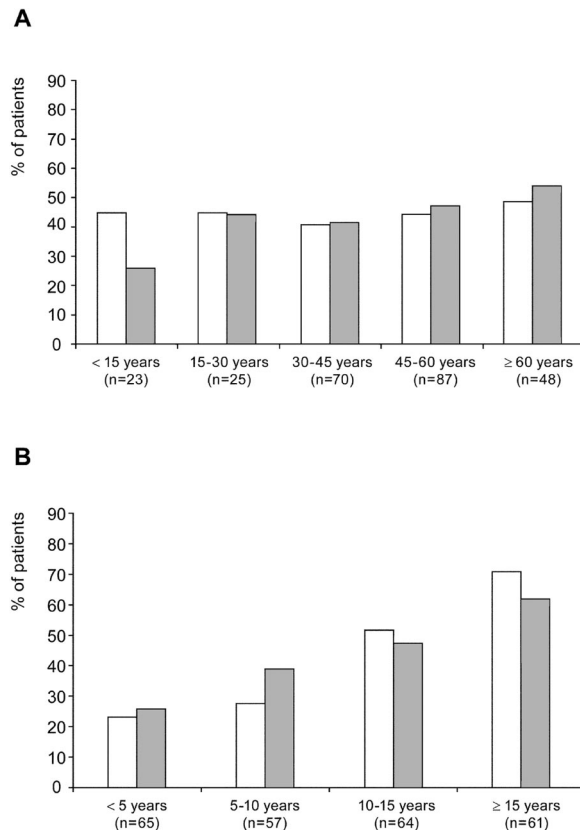 A
% of patients
90
80
70
60
50
40
30
20
10
0
< 15 years 15-30 years 30-45 years 45-60 years ≥ 60 years
(n=23) (n=25) (n=70) (n=87) (n=48)
B
% of patients
90
80
70
60
50
40
30
20
10
0
< 5 years 5-10 years 10-15 years ≥ 15 years
(n=65) (n=57) (n=64) (n=61)